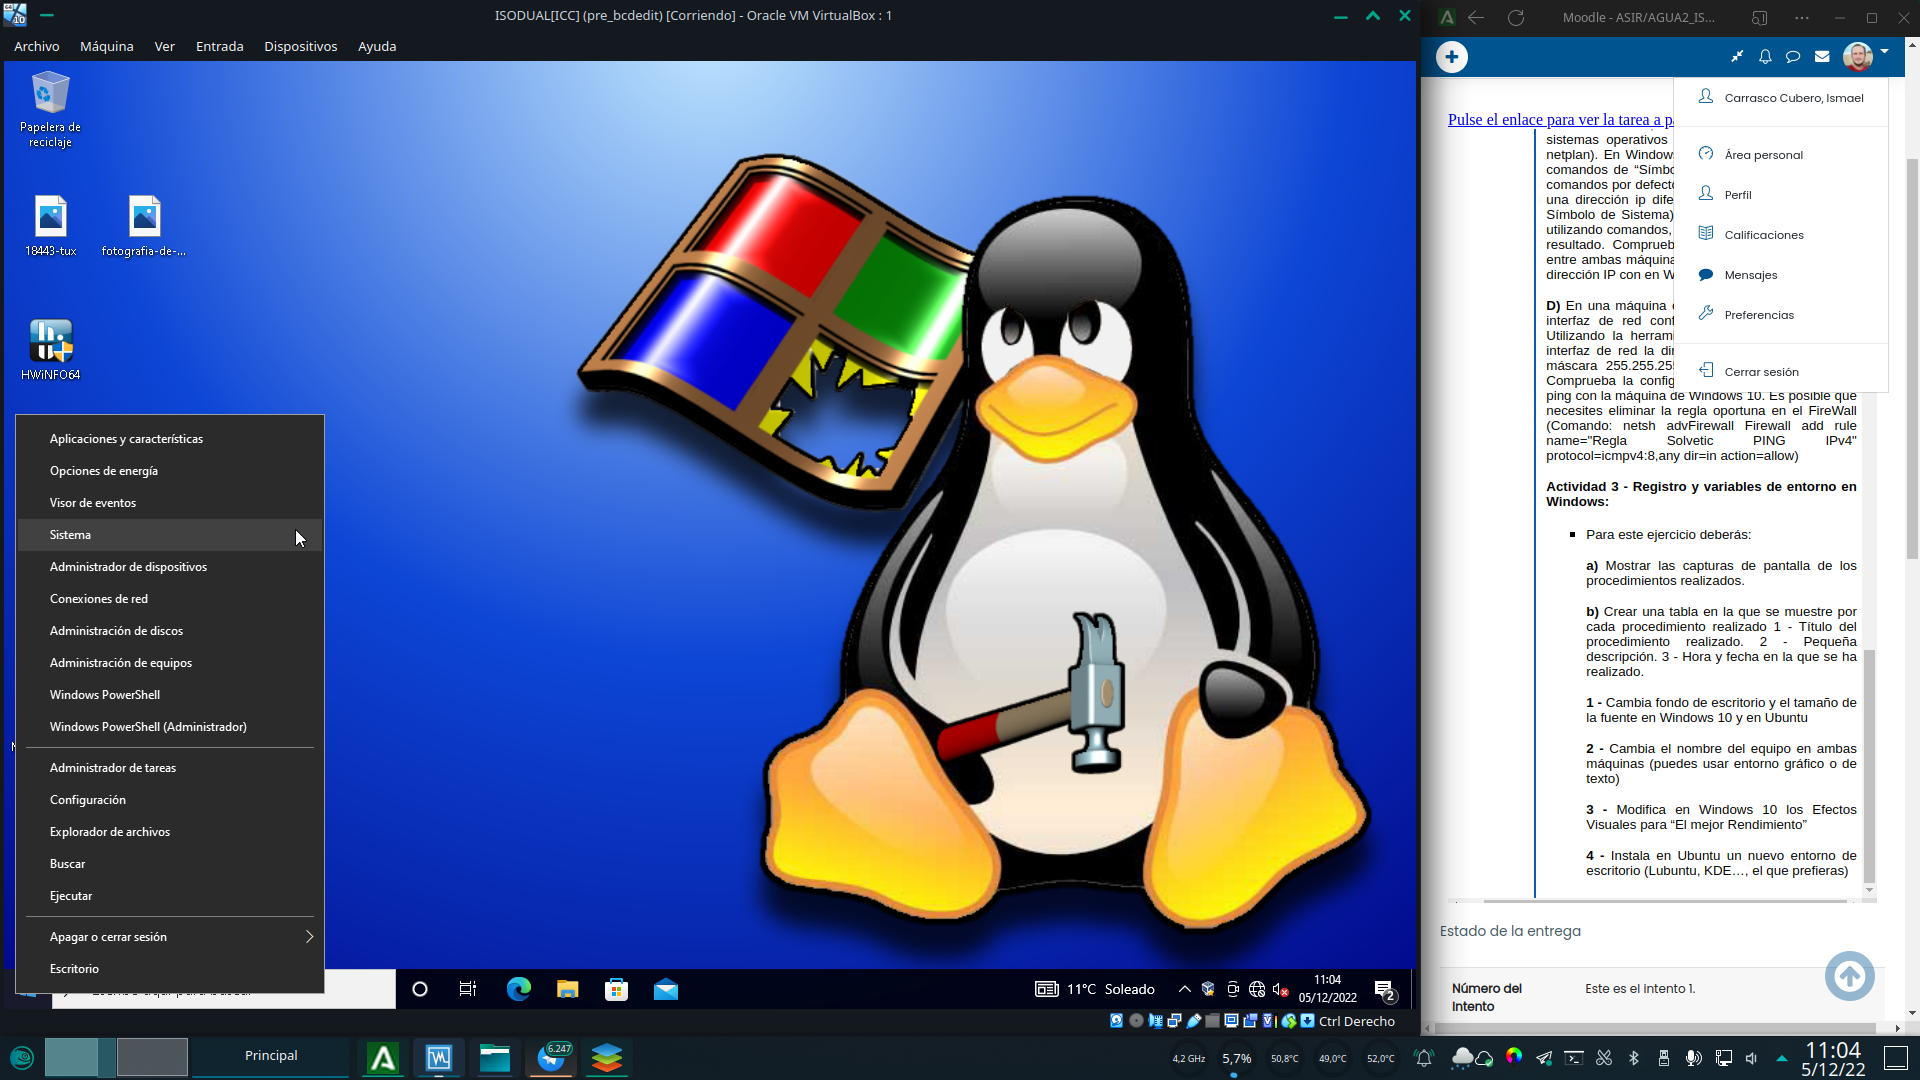 ISODUAL[ICC] (pre_bcdedit) [Corriendo] - Oracle VM VirtualBox : 1
Archivo Máquina Ver Entrada Dispositivos Ayuda
Papelera de
reciclaje
18443-tux
fotografia-de-...
HWiNFO64
Aplicaciones y características
Opciones de energía
Visor de eventos
Sistema
Administrador de dispositivos
Conexiones de red
Administración de discos
Administración de equipos
Windows PowerShell
Windows PowerShell (Administrador)
Administrador de tareas
Configuración
Explorador de archivos
Buscar
Ejecutar
Apagar o cerrar sesión
Escritorio
11°C Soleado
11:04
05/12/2022
2
Ctrl Derecho
Moodle - ASIR/AGUA2_IS...
Carrasco Cubero, Ismael
Área personal
Perfil
Calificaciones
Mensajes
Preferencias
Cerrar sesión
Pulse el enlace para ver la tarea a
sistemas operativos
netplan). En
comandos de
comandos por
una dirección ip
Símbolo de Sistema)
utilizando comandos,
resultado.
entre ambas
dirección IP con en
D) En una máquina
interfaz de red
Utilizando la
interfaz de red la
máscara
Comprueba la
ping con la máquina de Windows 10. Es posible que
necesites eliminar la regla oportuna en el FireWall
(Comando: netsh advFirewall Firewall add rule
name="Regla Solvetic PING IPv4"
protocol=icmpv4:8,any dir=in action=allow)
Actividad 3 - Registro y variables de entorno en
Windows:
Para este ejercicio deberás:
a) Mostrar las capturas de pantalla de los
procedimientos realizados.
b) Crear una tabla en la que se muestre por
cada procedimiento realizado 1 - Título del
procedimiento realizado. 2 - Pequeña
descripción. 3 - Hora y fecha en la que se ha
realizado.
1 - Cambia fondo de escritorio y el tamaño de
la fuente en Windows 10 y en Ubuntu
2 - Cambia el nombre del equipo en ambas
máquinas (puedes usar entorno gráfico o de
texto)
3 - Modifica en Windows 10 los Efectos
Visuales para “El mejor Rendimiento”
4 - Instala en Ubuntu un nuevo entorno de
escritorio (Lubuntu, KDE…, el que prefieras)
Estado de la entrega
Número del
Intento
Este es el intento 1.
Principal
6.247
4,2 GHz
5,7%
50,8°C
49,0°C
52,0°C
11:04
5/12/22